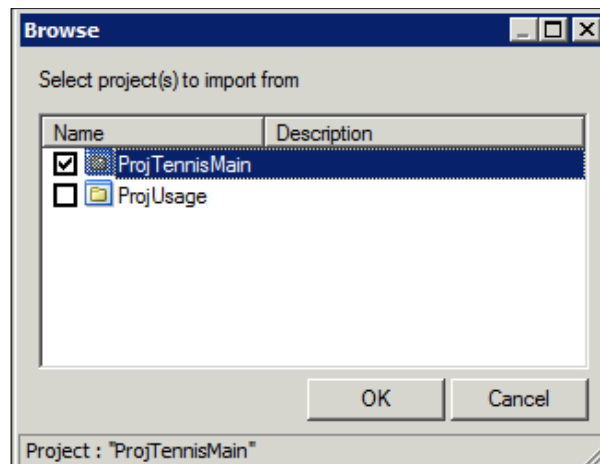 Browse
Select project(s) to import from
Name Description
ProjTennisMain
ProjUsage
OK Cancel
Project : "ProjTennisMain"